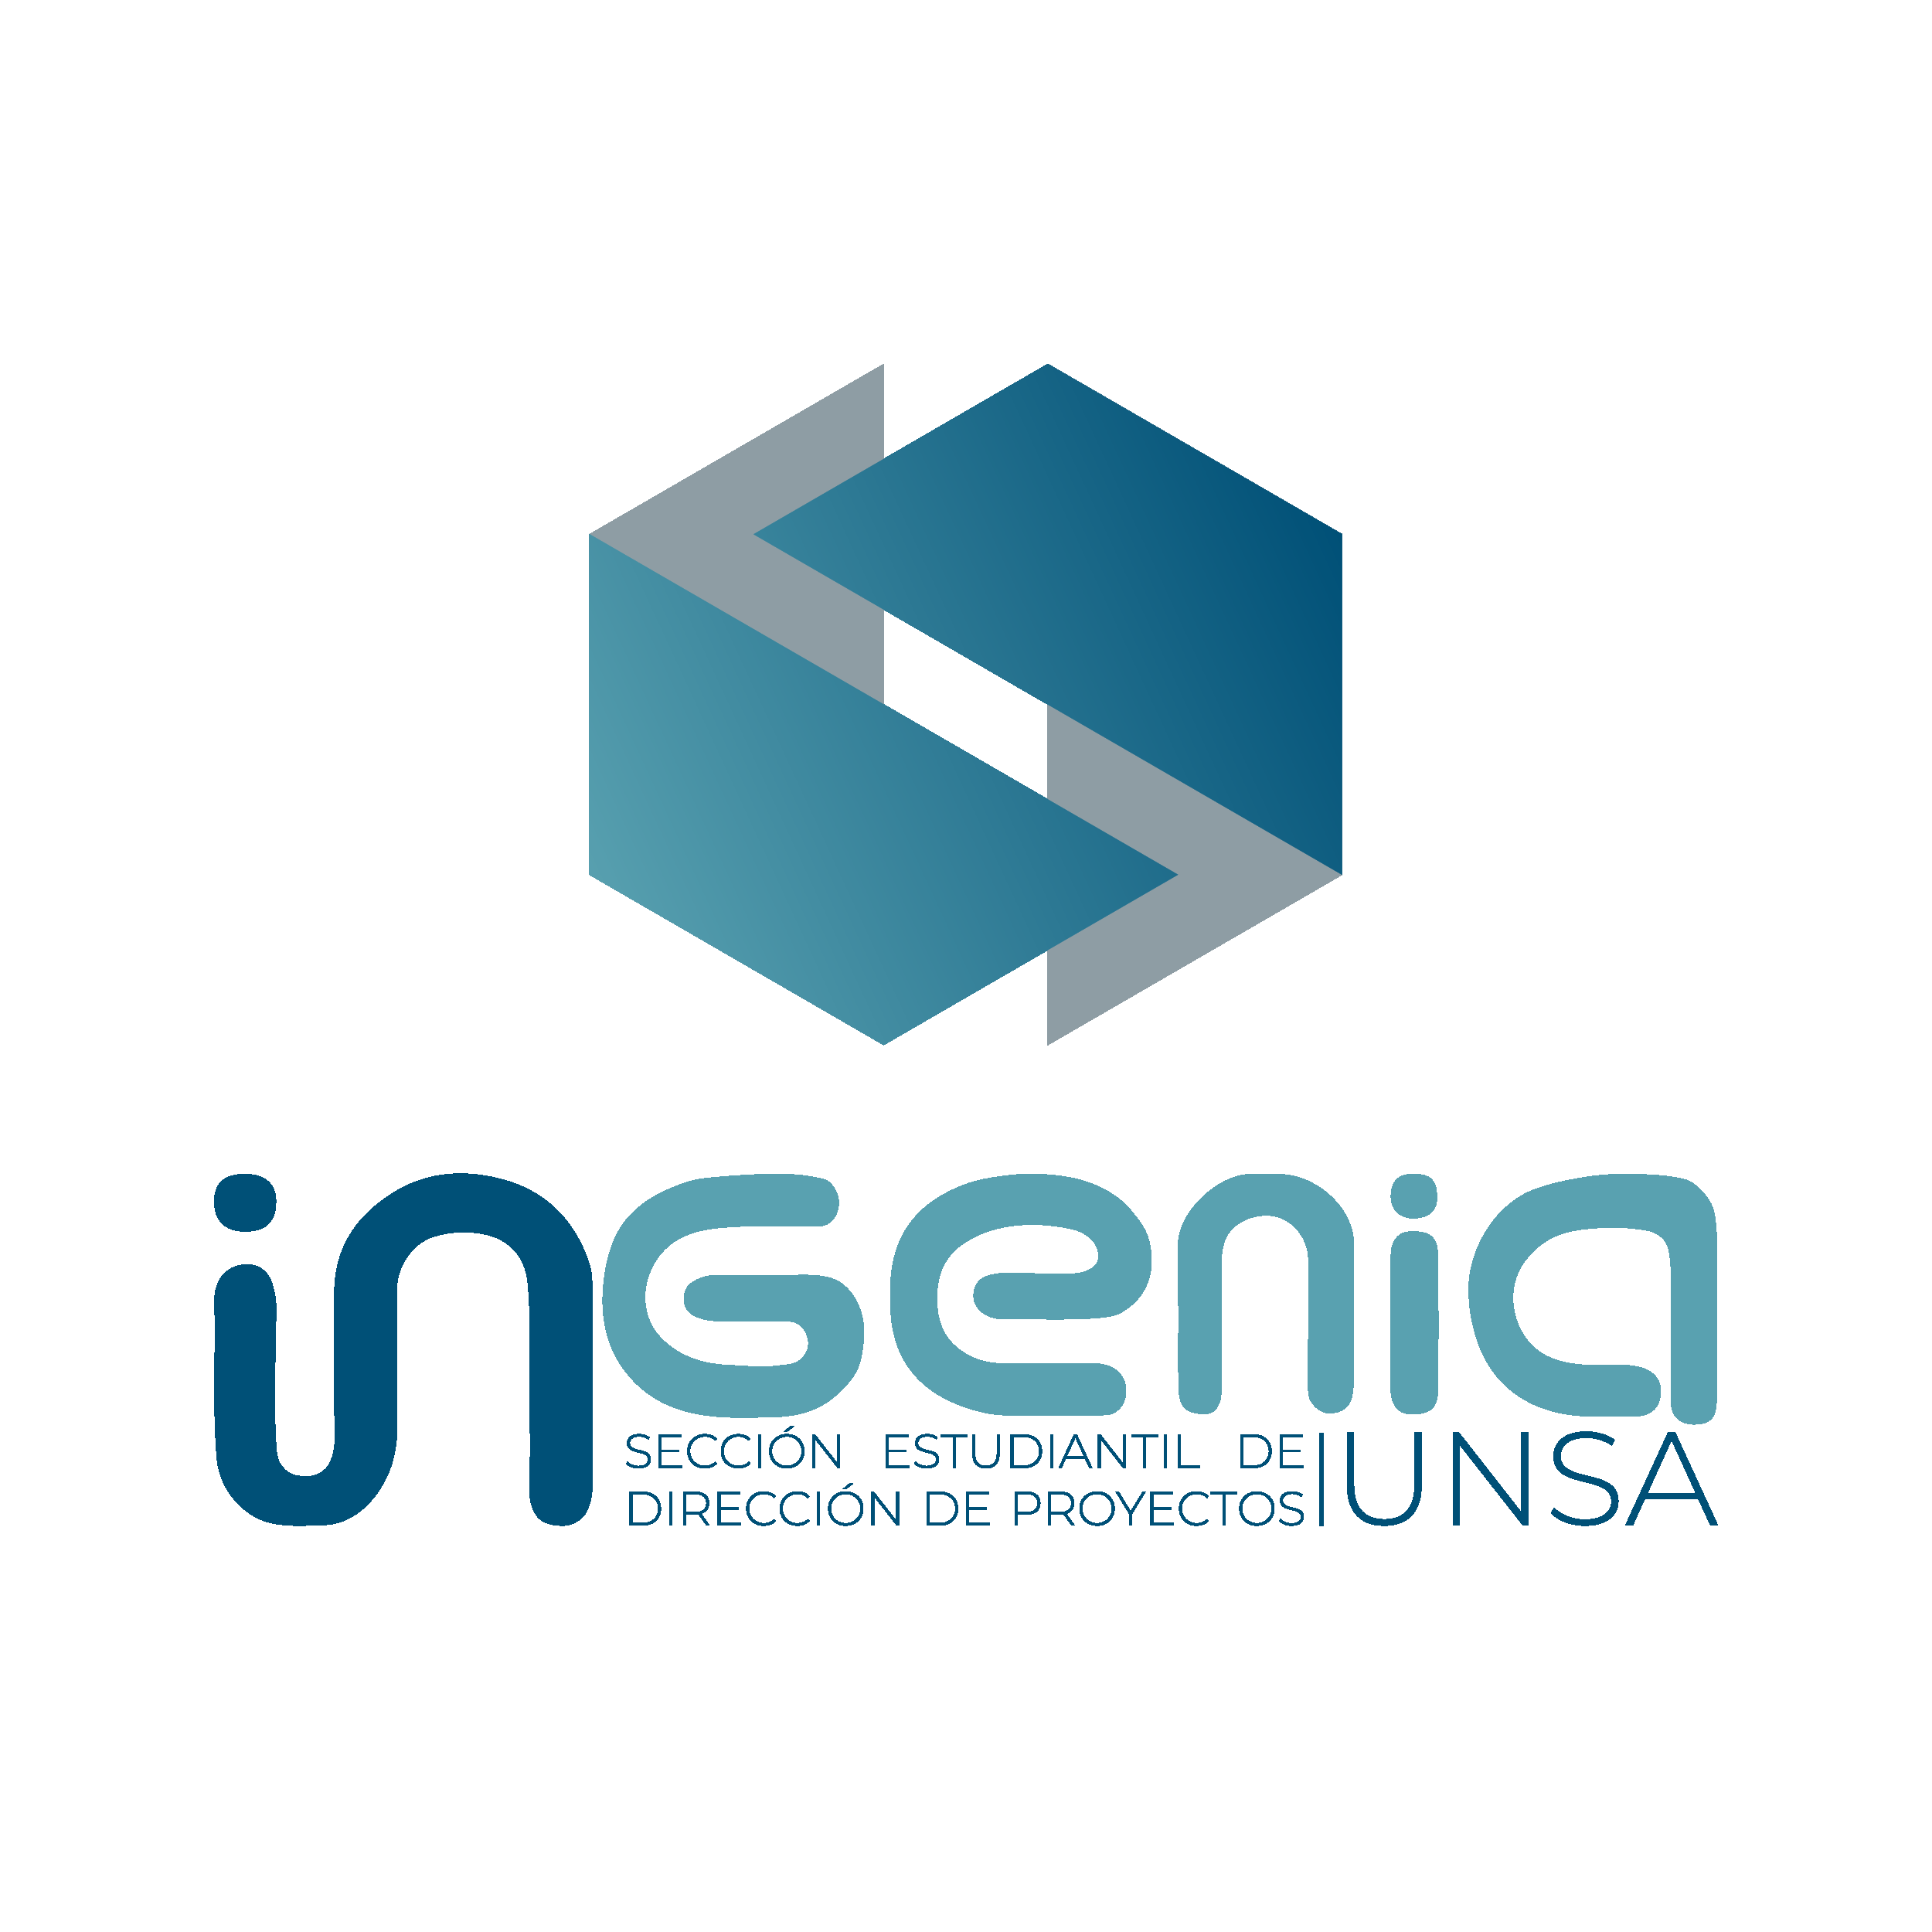 ingenia
SECCIÓN ESTUDIANTIL DE
DIRECCIÓN DE PROYECTOS
UNSA